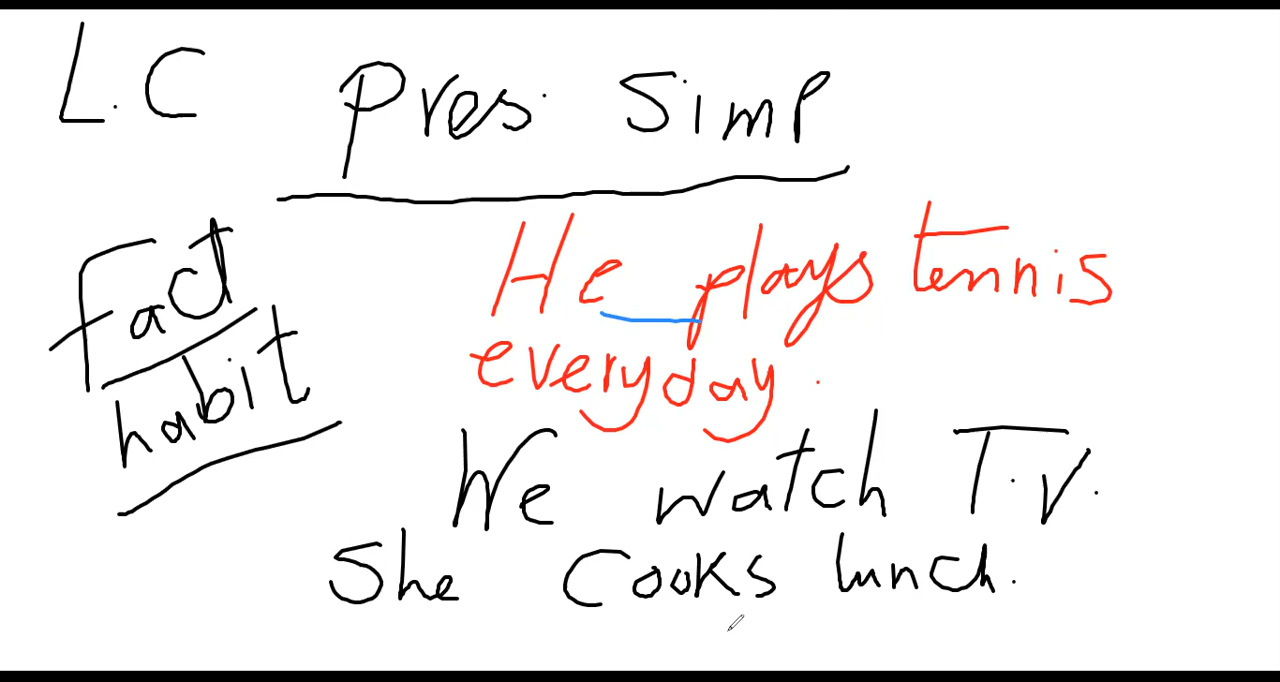 L.C
Pres. Simp
fact
habit
He plays tennis
everyday.
We watch T.V.
She Cooks lunch.